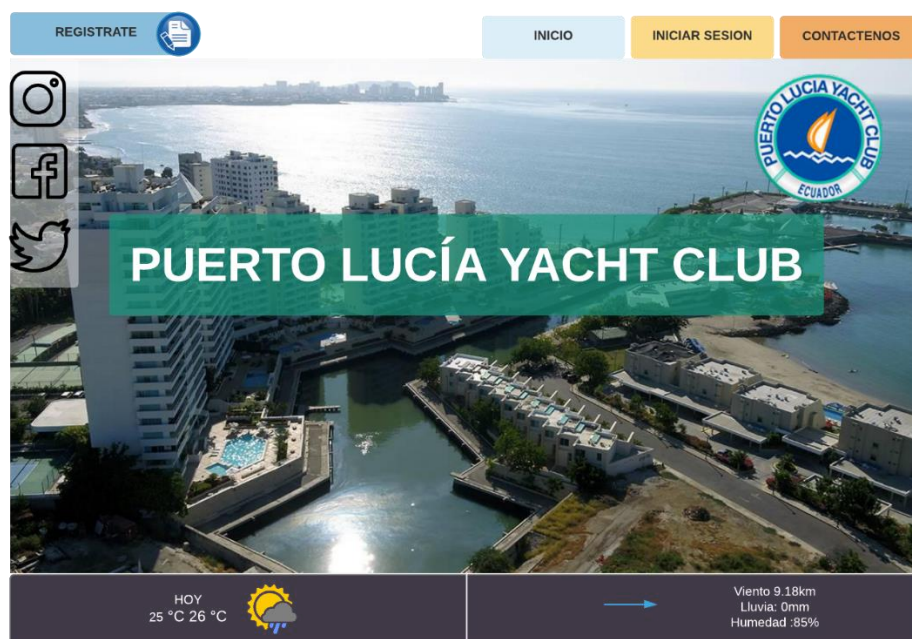 REGISTRATE
INICIO
INICIAR SESION
CONTACTENOS
PUERTO LUCIA YACHT CLUB
ECUADOR
PUERTO LUCÍA YACHT CLUB
HOY
25 °C 26 °C
Viento 9.18km
Lluvia: 0mm
Humedad :85%